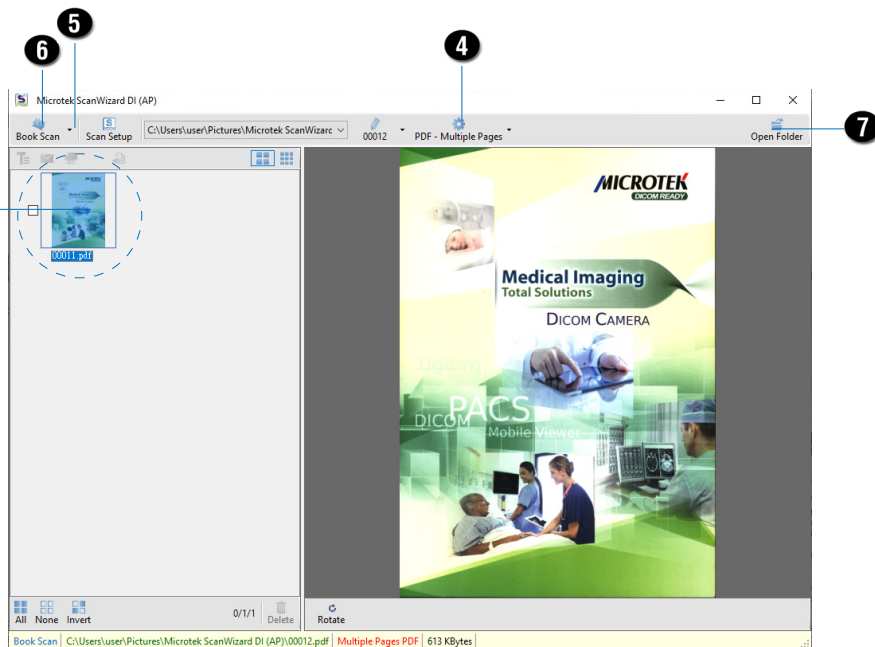 5
6
4
Microtek ScanWizard DI (AP)
7
Book Scan
Scan Setup
C:\Users\user\Pictures\Microtek ScanWizarc
00012
PDF - Multiple Pages
Open Folder
00011.pdf
MICROTEK
DICOM READY
Medical Imaging
Total Solutions
DICOM CAMERA
Digitizing
PACS
DICOM
Mobile Viewer
All
None
Invert
0/1/1
Delete
Rotate
Book Scan
C:\Users\user\Pictures\Microtek ScanWizard DI (AP)\00012.pdf
Multiple Pages PDF
613 KBytes